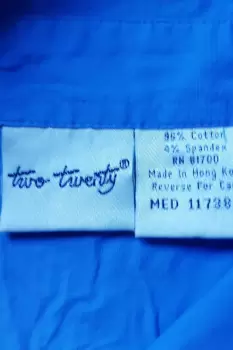 two twenty®
96% Cotton
4% Spandex
RN 81700
Made in Hong Ko
Reverse For Ca
MED 11738